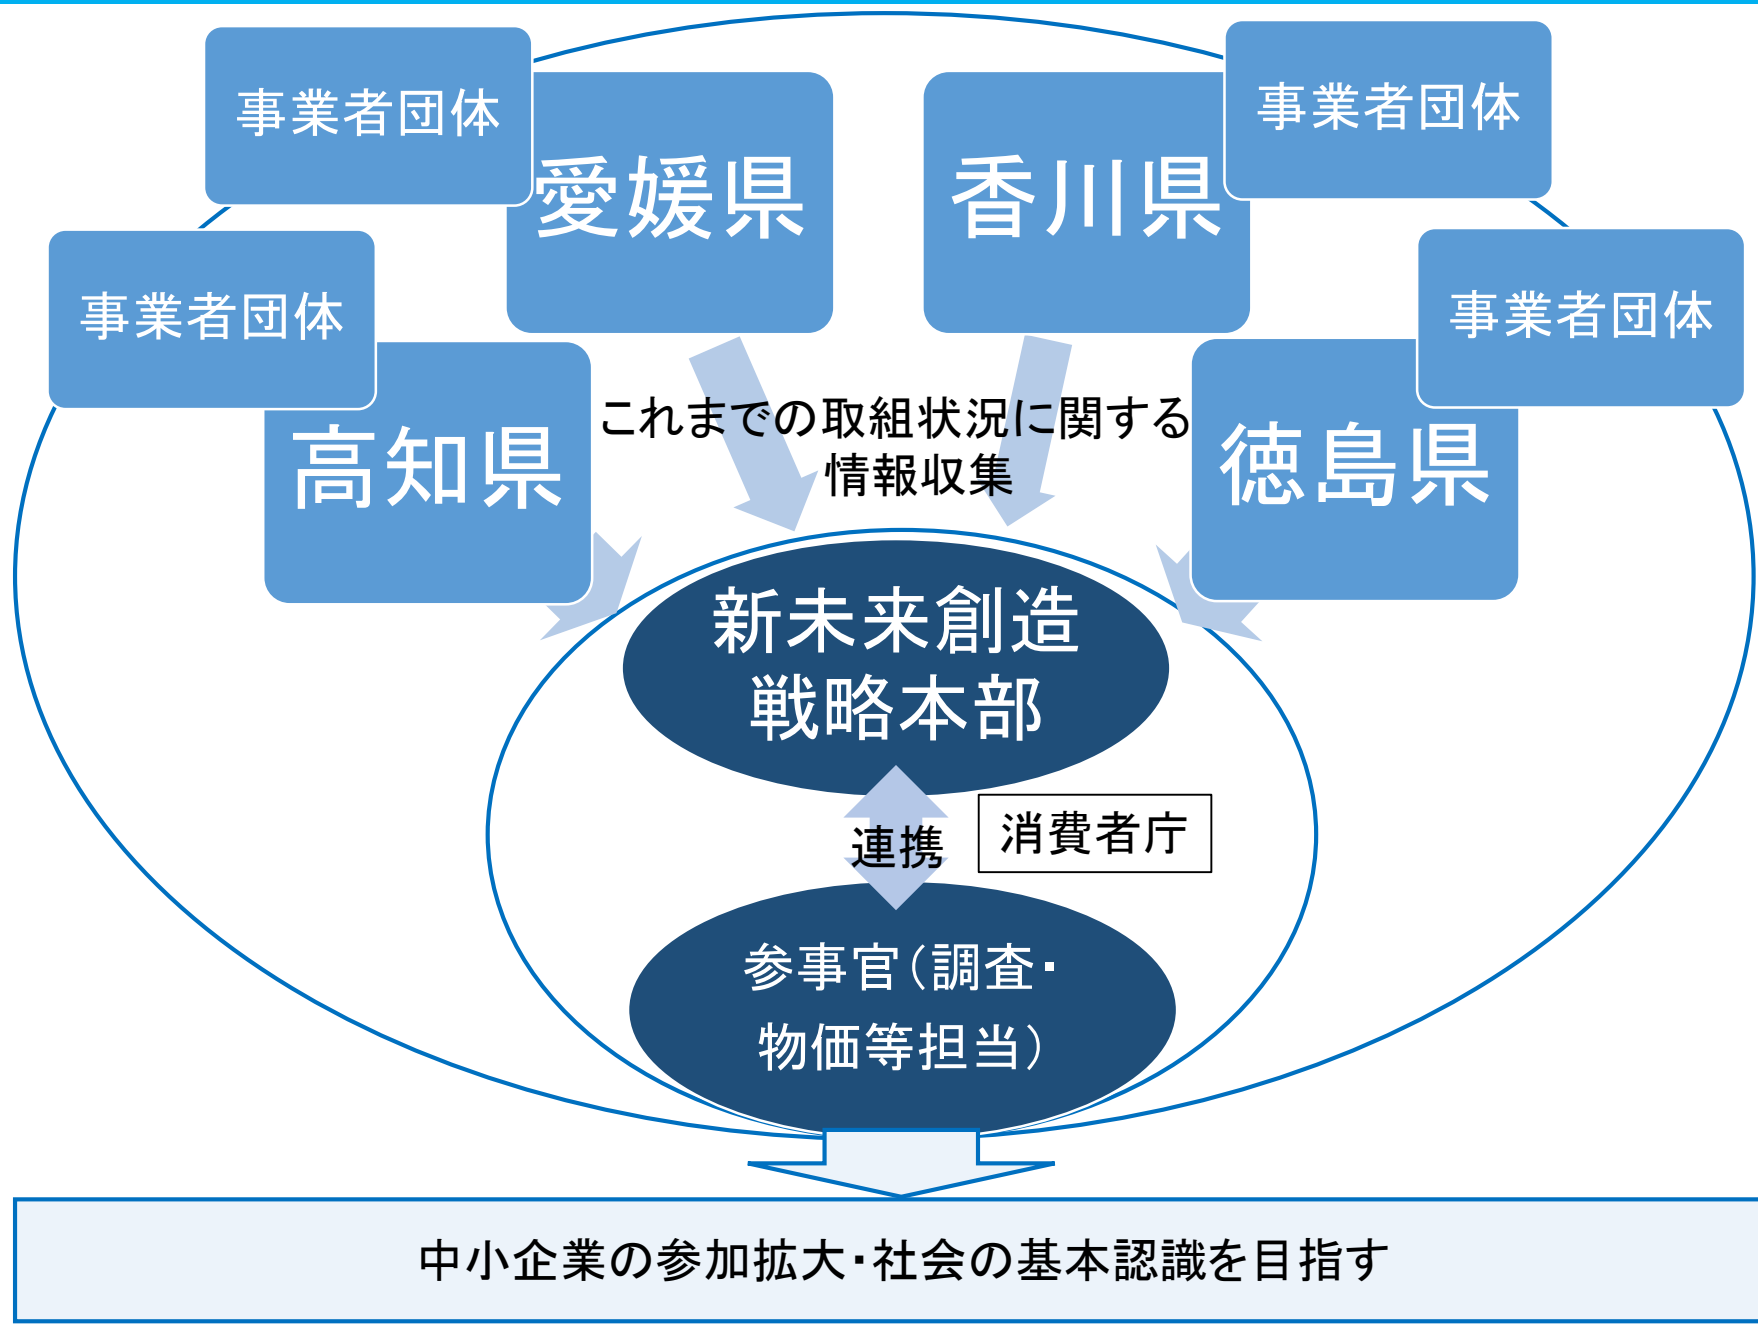 事業者団体
愛媛県
事業者団体
香川県
事業者団体
高知県
事業者団体
徳島県
これまでの取組状況に関する
情報収集
新未来創造
戦略本部
連携
消費者庁
参事官(調査・
物価等担当)
中小企業の参加拡大・社会の基本認識を目指す